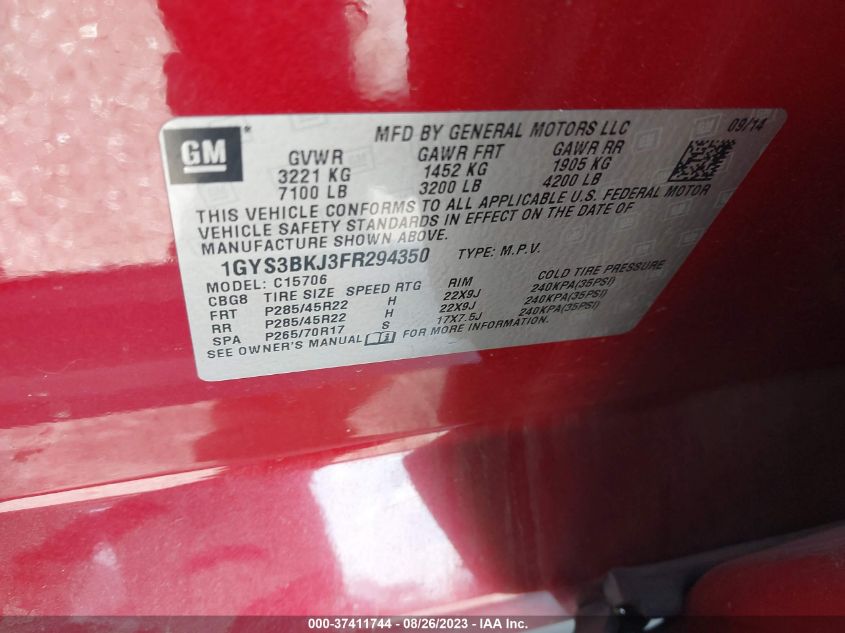 GM
MFD BY GENERAL MOTORS LLC 09/14
GVWR GAWR FRT GAWR RR
3221 KG 1452 KG 1905 KG
7100 LB 3200 LB 4200 LB
THIS VEHICLE CONFORMS TO ALL APPLICABLE U.S. FEDERAL MOTOR
VEHICLE SAFETY STANDARDS IN EFFECT ON THE DATE OF
MANUFACTURE SHOWN ABOVE.
1GYS3BKJ3FR294350 TYPE: M.P.V.
MODEL: C15706
CBG8 TIRE SIZE SPEED RTG RIM COLD TIRE PRESSURE
FRT P285/45R22 H 22X9J 240KPA(35PSI)
RR P285/45R22 H 22X9J 240KPA(35PSI)
SPA P265/70R17 S 17X7.5J 240KPA(35PSI)
SEE OWNER'S MANUAL FOR MORE INFORMATION.
000-37411744 - 08/26/2023 - IAA Inc.